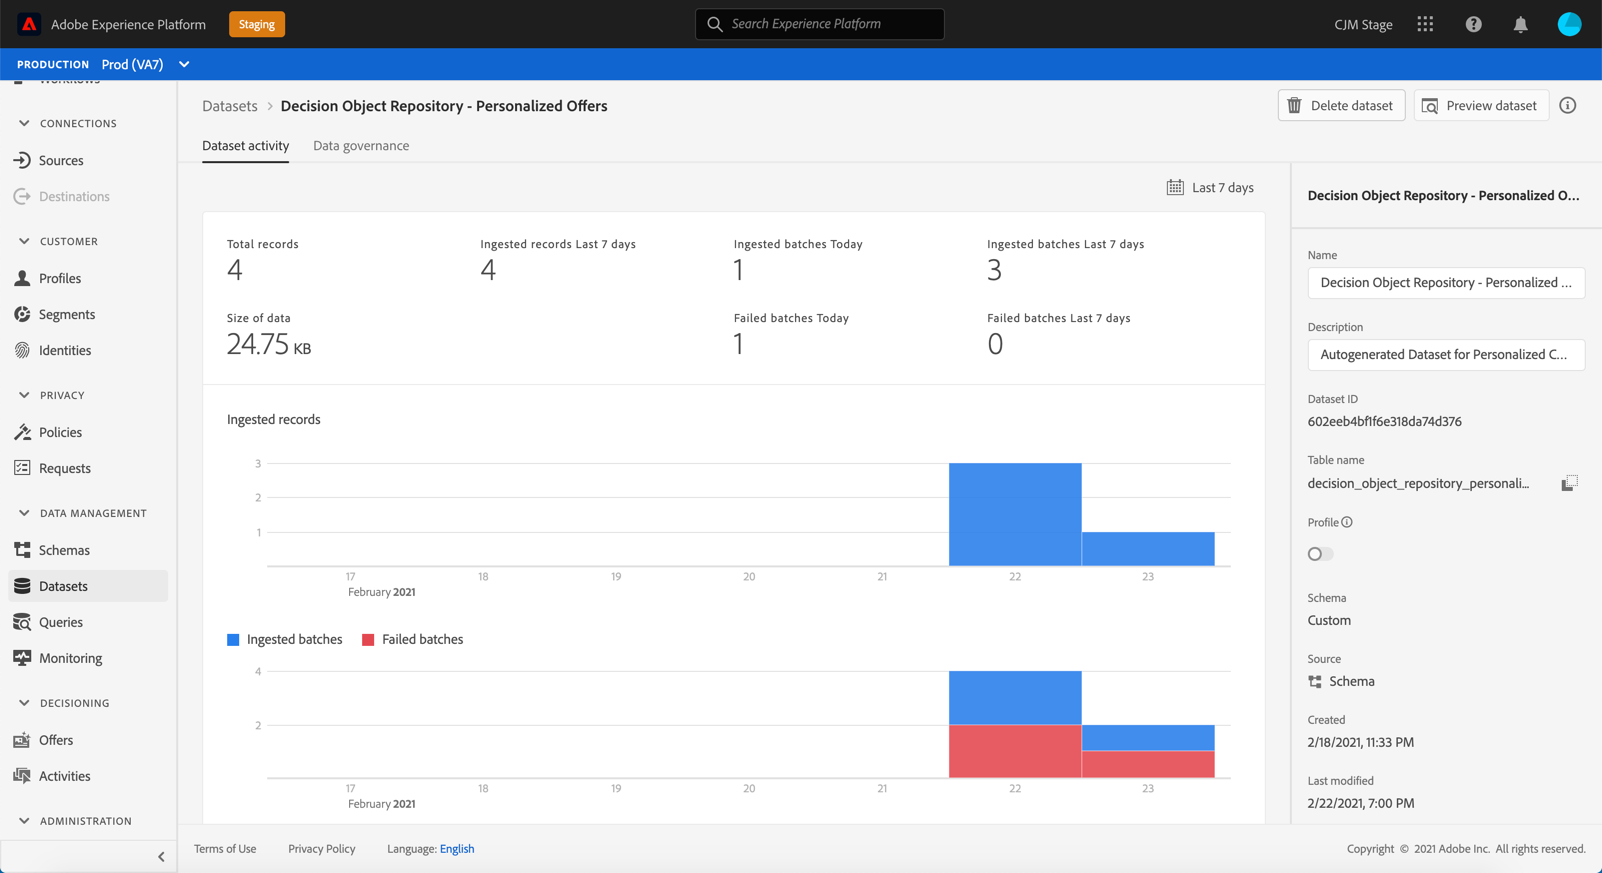 Adobe Experience Platform
Staging
Search Experience Platform
CJM Stage
PRODUCTION Prod (VA7)
Workflows
CONNECTIONS
Sources
Destinations
CUSTOMER
Profiles
Segments
Identities
PRIVACY
Policies
Requests
DATA MANAGEMENT
Schemas
Datasets
Queries
Monitoring
DECISIONING
Offers
Activities
ADMINISTRATION
Datasets > Decision Object Repository - Personalized Offers
Delete dataset
Preview dataset
Dataset activity
Data governance
Last 7 days
Total records
4
Ingested records Last 7 days
4
Ingested batches Today
1
Ingested batches Last 7 days
3
Size of data
24.75 KB
Failed batches Today
1
Failed batches Last 7 days
0
Ingested records
3
2
1
17 18 19 20 21 22 23
February 2021
Ingested batches
Failed batches
4
2
17 18 19 20 21 22 23
February 2021
Decision Object Repository - Personalized O...
Name
Decision Object Repository - Personalized ...
Description
Autogenerated Dataset for Personalized C...
Dataset ID
602eeb4bf1f6e318da74d376
Table name
decision_object_repository_personali...
Profile
Schema
Custom
Source
Schema
Created
2/18/2021, 11:33 PM
Last modified
2/22/2021, 7:00 PM
Terms of Use
Privacy Policy
Language: English
Copyright © 2021 Adobe Inc. All rights reserved.